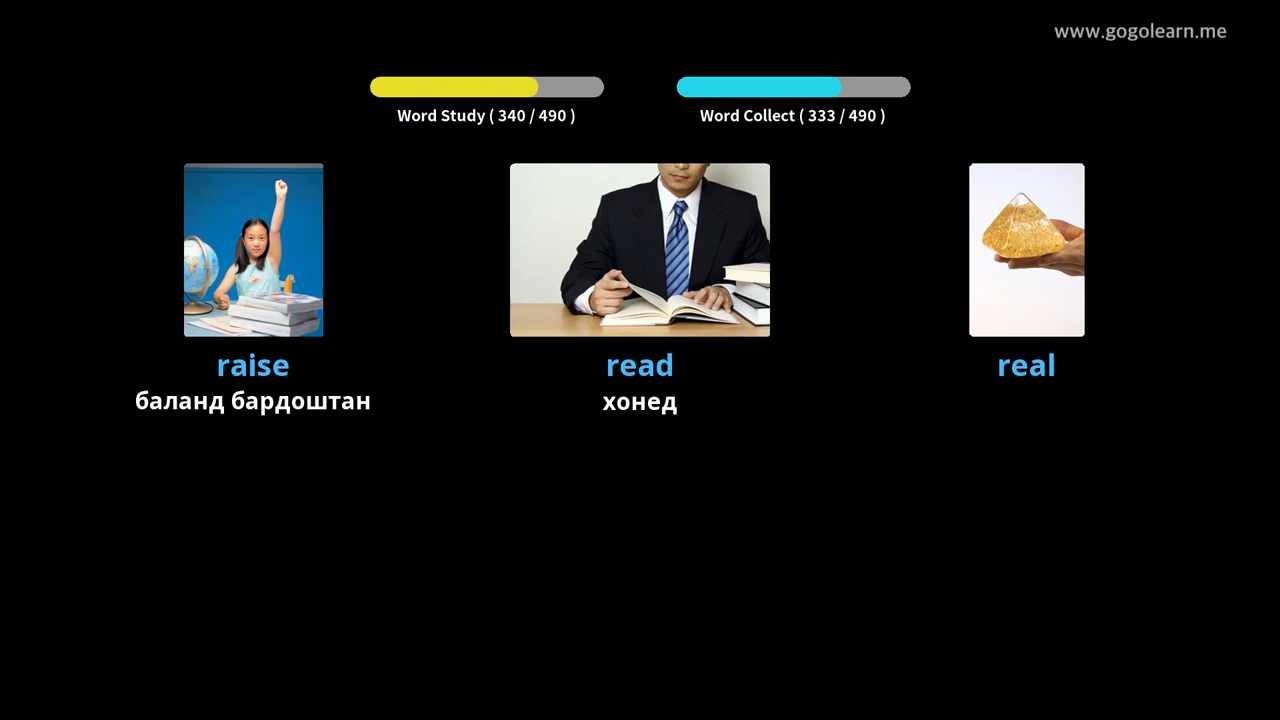 www.gogolearn.me
Word Study ( 340 / 490 )
Word Collect ( 333 / 490 )
raise
read
real
баланд бардоштан
хонед